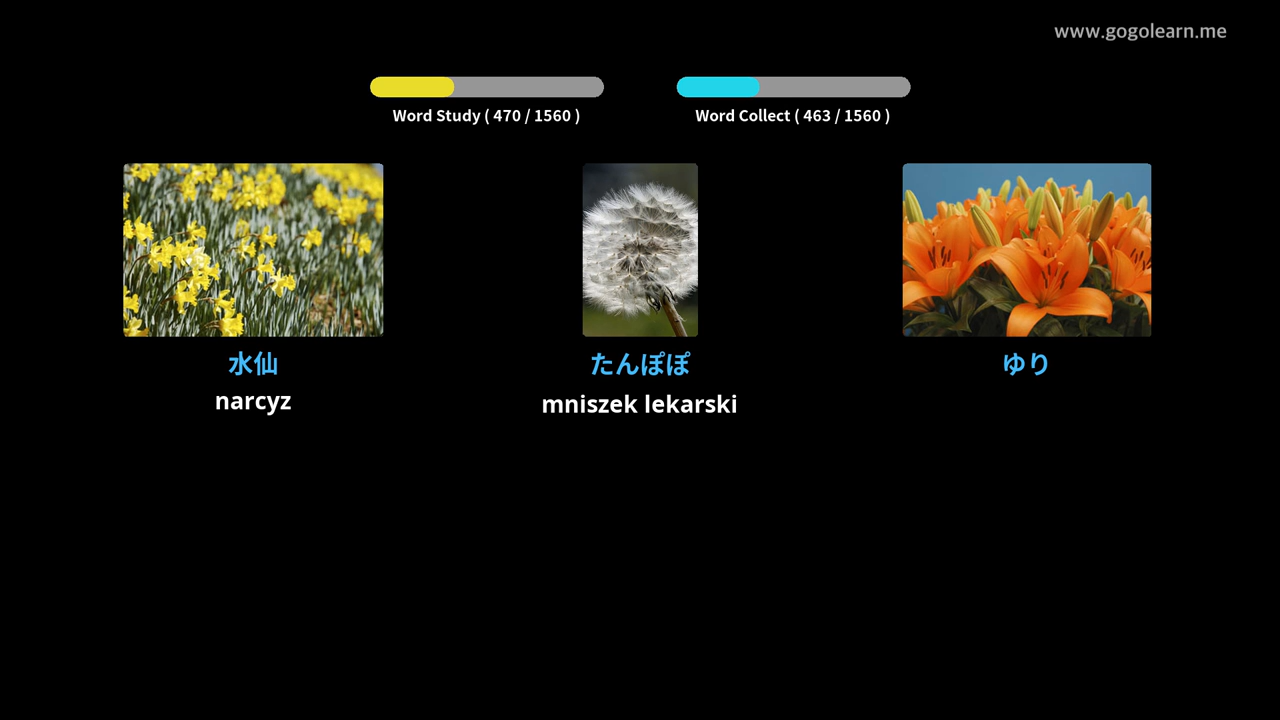 www.gogolearn.me
Word Study ( 470 / 1560 )
Word Collect ( 463 / 1560 )
水仙
narcyz
たんぽぽ
mniszek lekarski
ゆり